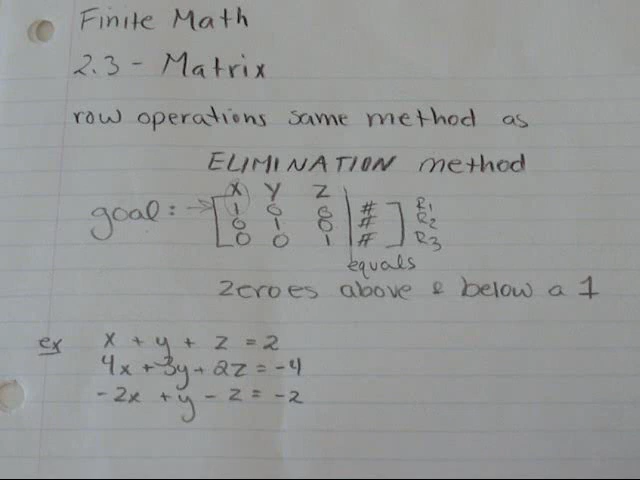 Finite Math
2.3 - Matrix
row operations same method as
ELIMINATION method
x y z
goal: → [ 1 0 0 | # ] R1
0 1 0 | # R2
0 0 1 | # R3
equals
Zeroes above & below a 1
ex x + y + z = 2
4x + 3y + 2z = -4
-2x + y - z = -2